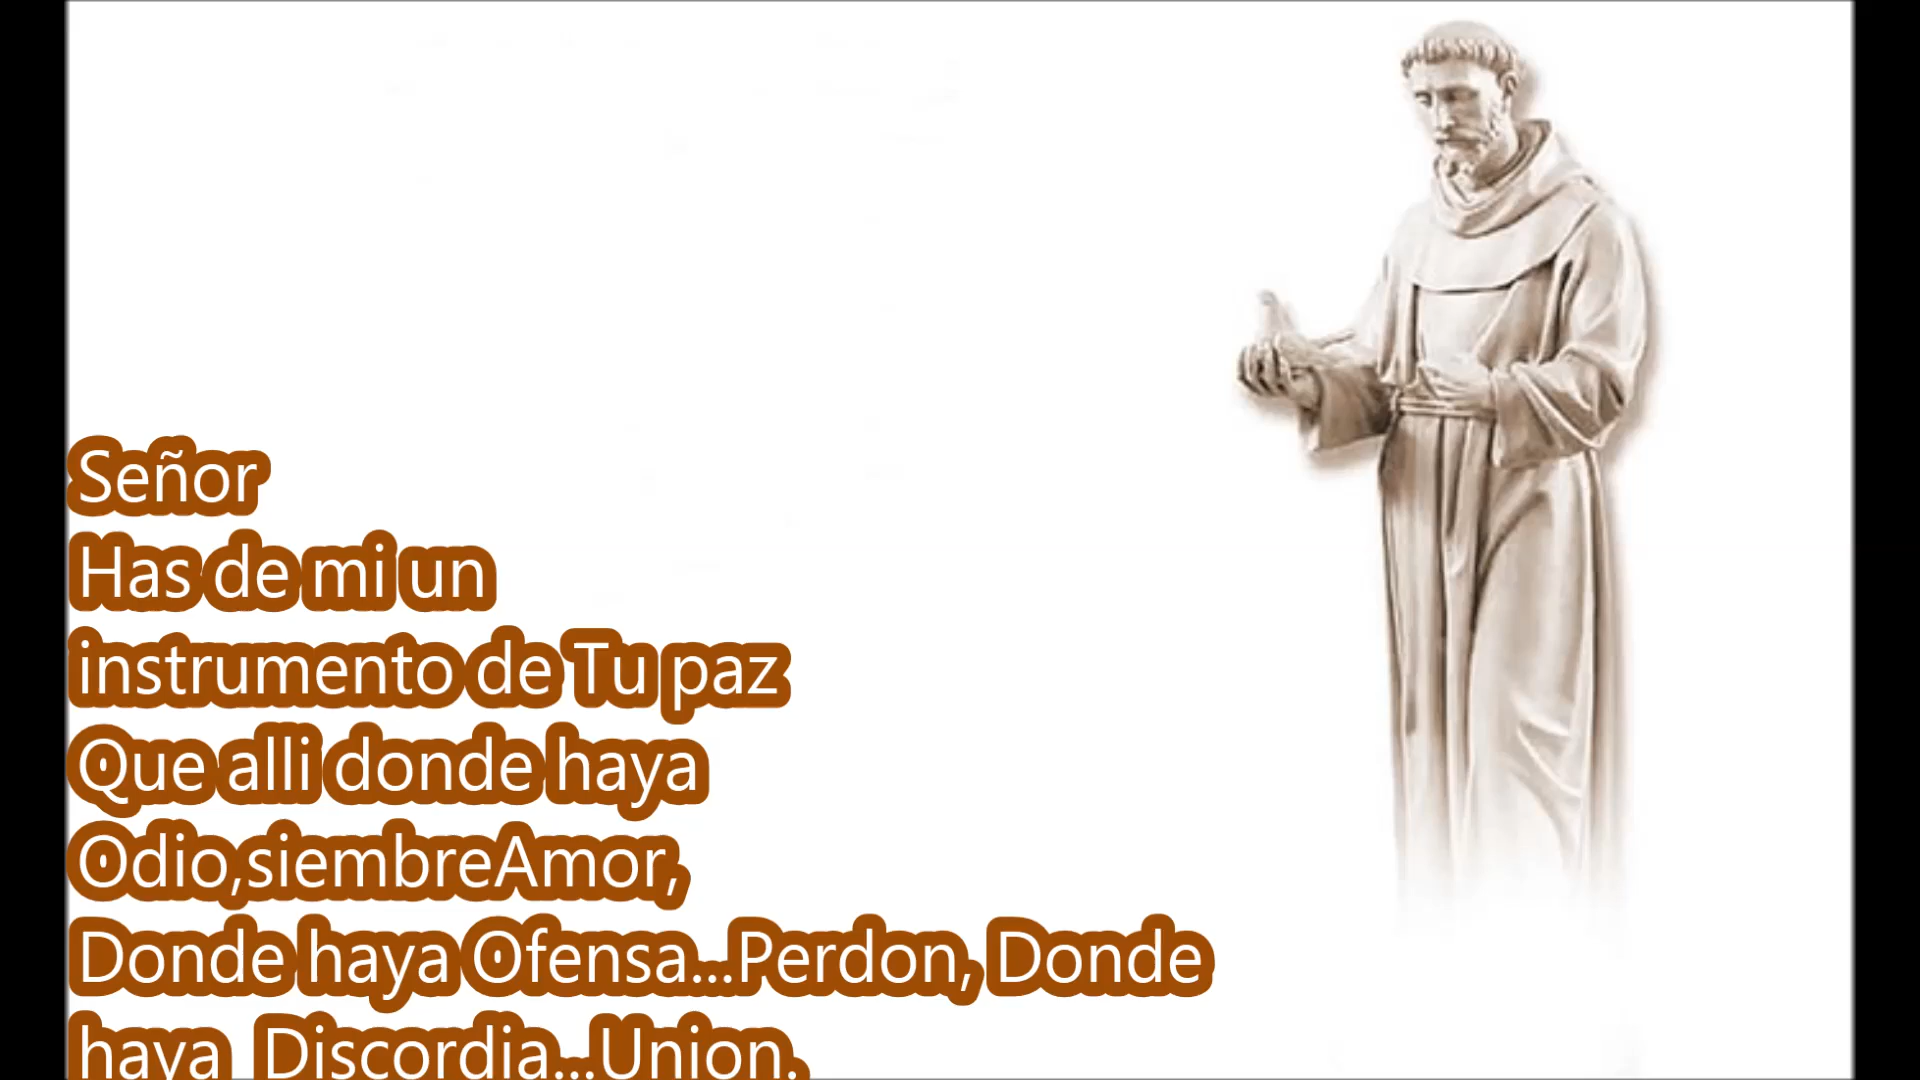 Señor
Has de mi un
instrumento de Tu paz
Que alli donde haya
Odio,siembreAmor,
Donde haya Ofensa...Perdon, Donde
haya Discordia...Union.